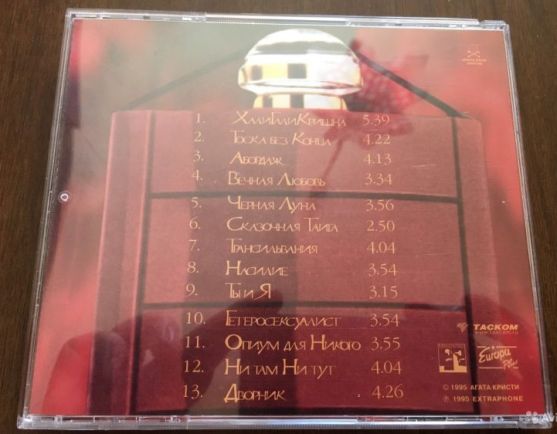 1. ХалиГалиКришна 5.39
2. Тоска без Конца 4.22
3. Абордаж 4.13
4. Вечная Любовь 3.34
5. Черная Луна 3.56
6. Сказочная Тайга 2.50
7. Трансильвания 4.04
8. Насилие 3.54
9. Ты и Я 3.15
10. Гетеросексуалист 3.54
11. Опиум для Никого 3.55
12. Ни там Ни тут 4.04
13. Дворник 4.26
ТАСКОМ
Europa Plus
© 1995 АГАТА КРИСТИ
℗ 1995 EXTRAPHONE